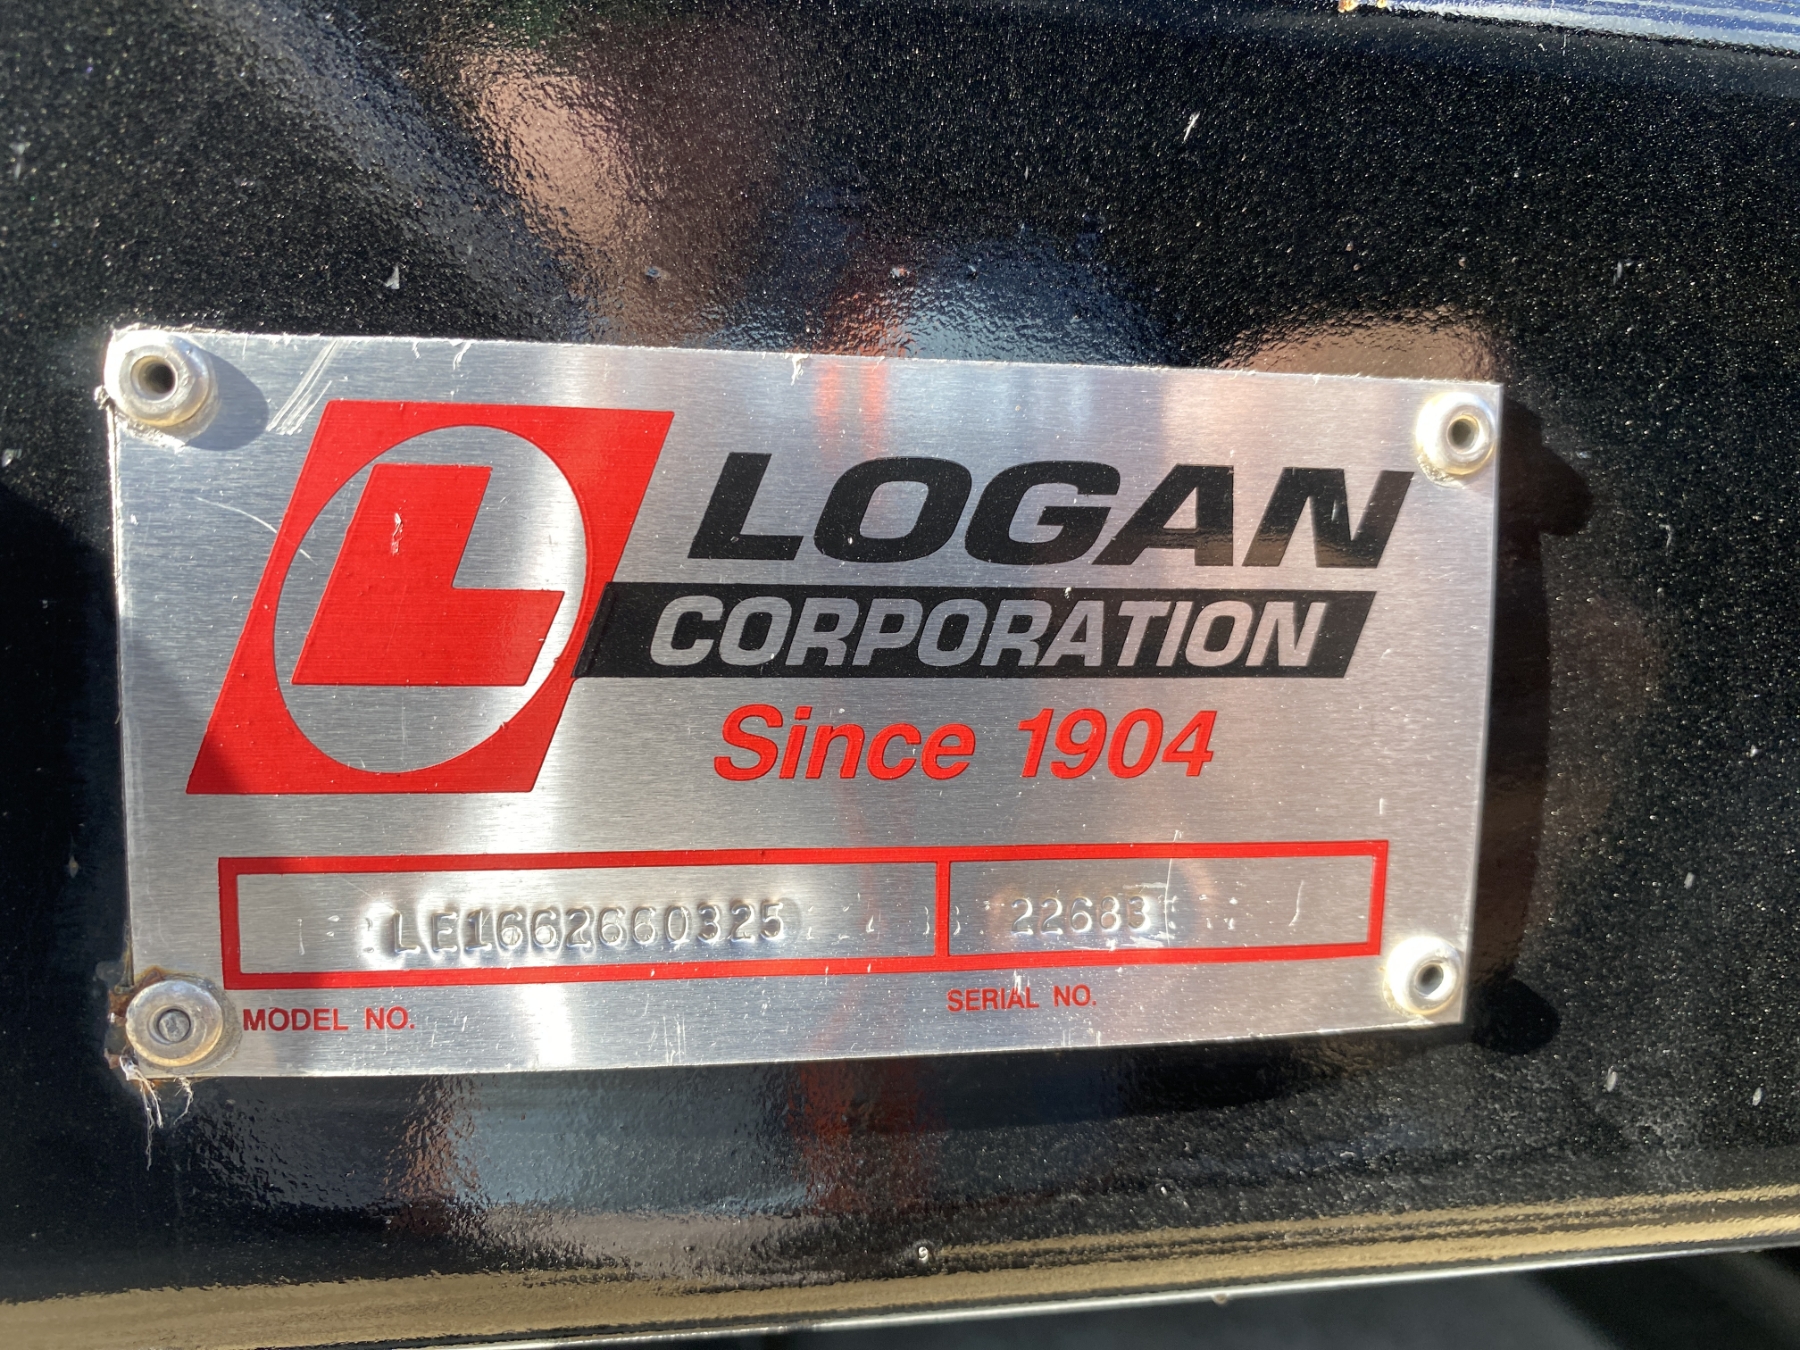 L
LOGAN
CORPORATION
Since 1904
LE1662660325 22683
MODEL NO. SERIAL NO.